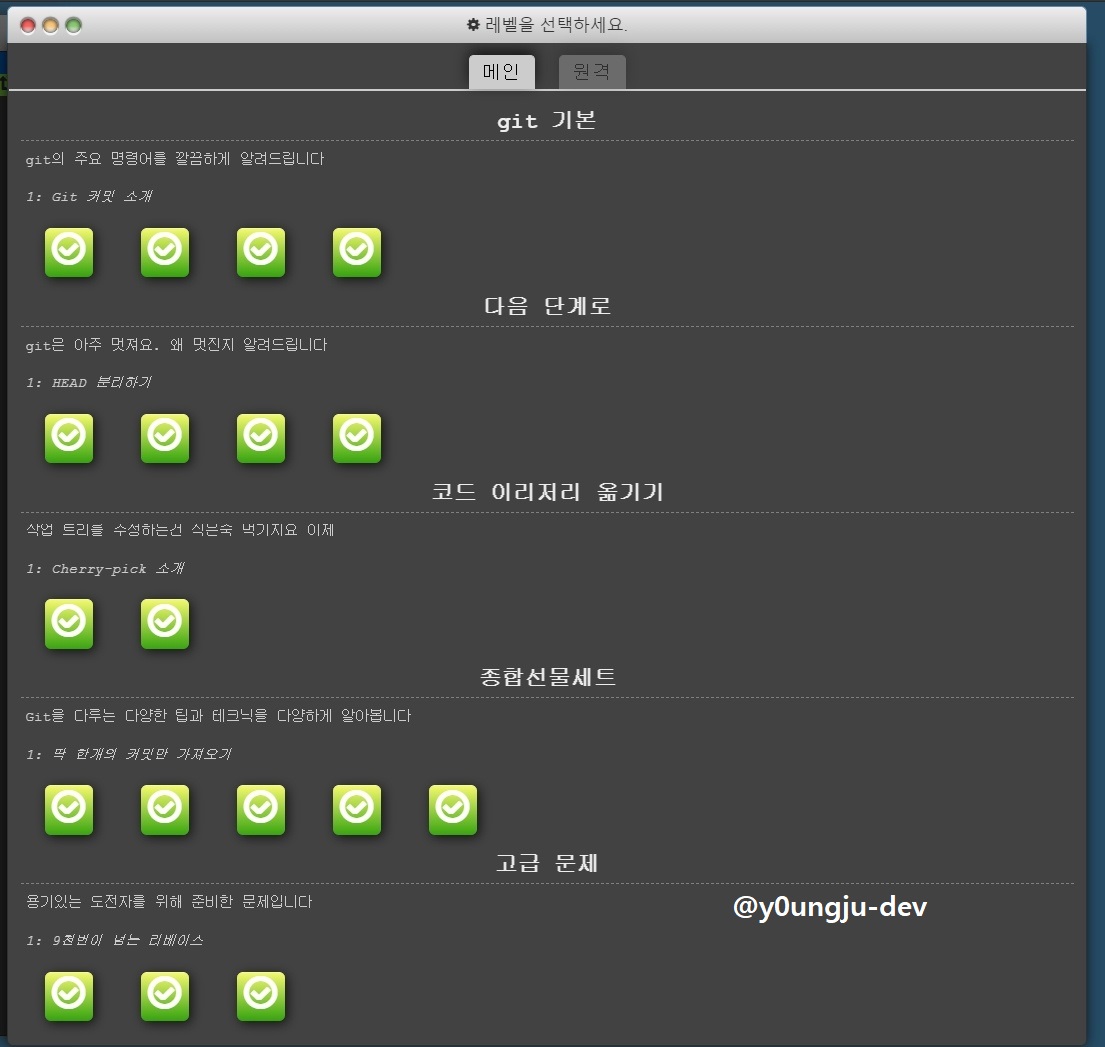 레벨을 선택하세요.
메인 원격
git 기본
git의 주요 명령어를 깔끔하게 알려드립니다
1: Git 커밋 소개
다음 단계로
git은 아주 멋져요. 왜 멋진지 알려드립니다
1: HEAD 분리하기
코드 이리저리 옮기기
작업 트리를 수정하는건 식은죽 먹기지요 이제
1: Cherry-pick 소개
종합선물세트
Git을 다루는 다양한 팁과 테크닉을 다양하게 알아봅니다
1: 딱 한개의 커밋만 가져오기
고급 문제
용기있는 도전자를 위해 준비한 문제입니다
@y0ungju-dev
1: 9천번이 넘는 리베이스